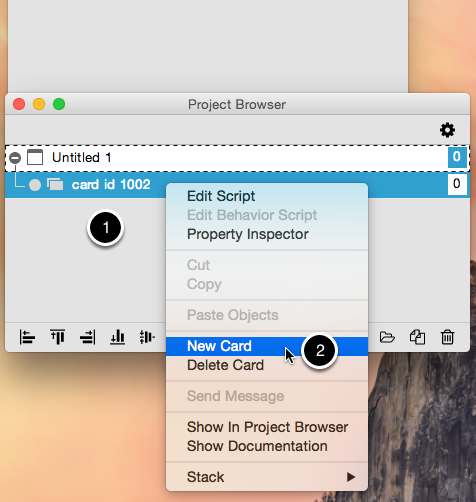 Project Browser
Untitled 1 0
card id 1002 0
1
Edit Script
Edit Behavior Script
Property Inspector
Cut
Copy
Paste Objects
New Card 2
Delete Card
Send Message
Show In Project Browser
Show Documentation
Stack